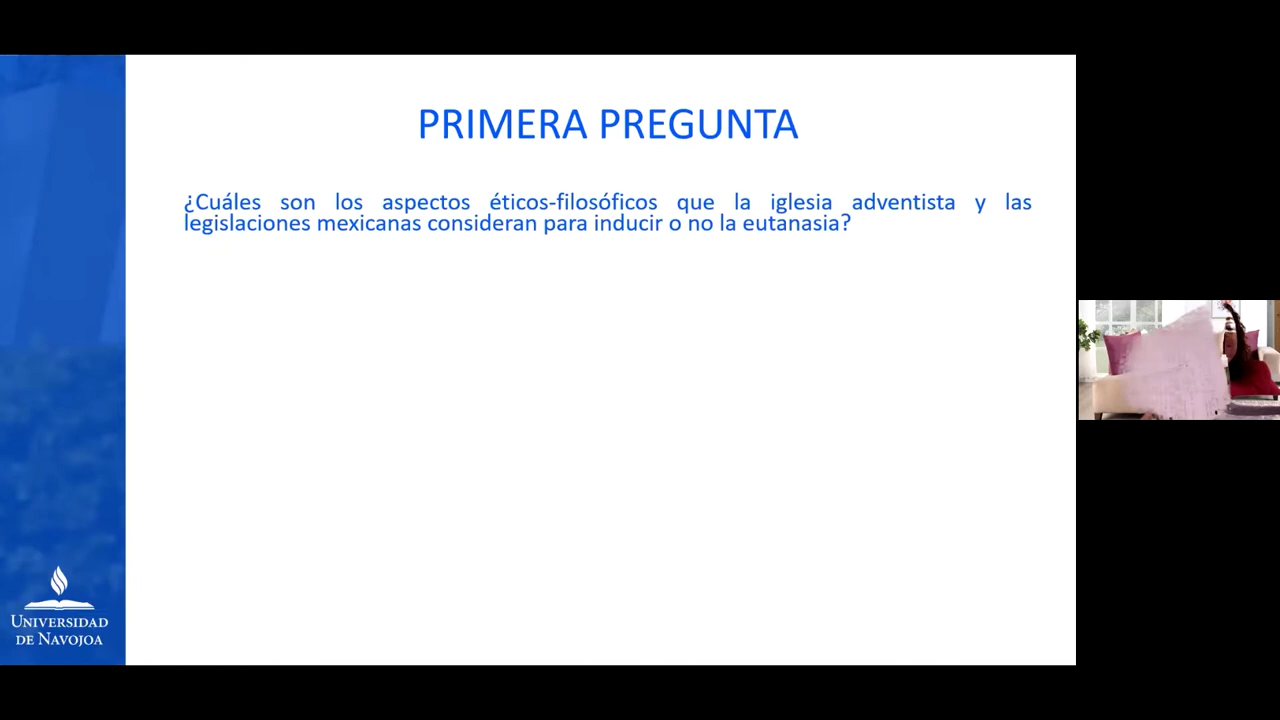 PRIMERA PREGUNTA
¿Cuáles son los aspectos éticos-filosóficos que la iglesia adventista y las
legislaciones mexicanas consideran para inducir o no la eutanasia?
UNIVERSIDAD
DE NAVOJOA